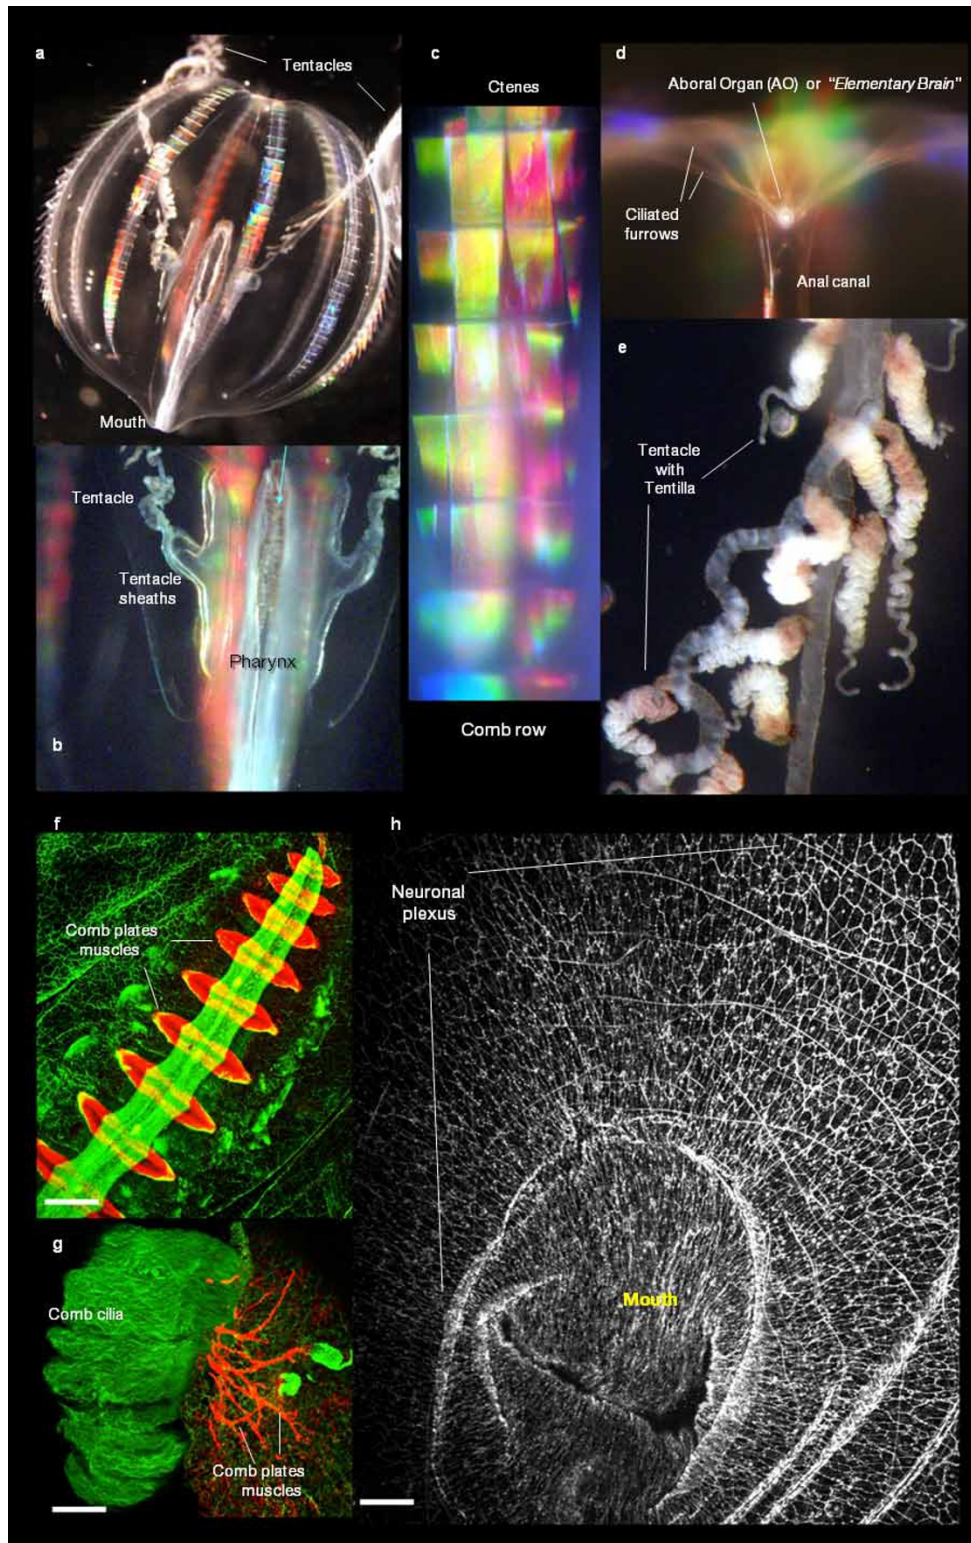 a
Tentacles
Mouth
c
Ctenes
Comb row
d
Aboral Organ (AO) or "Elementary Brain"
Ciliated
furrows
Anal canal
Tentacle
Tentacle
sheaths
Pharynx
b
e
Tentacle
with
Tentilla
f
Comb plates
muscles
g
Comb cilia
Comb plates
muscles
h
Neuronal
plexus
Mouth